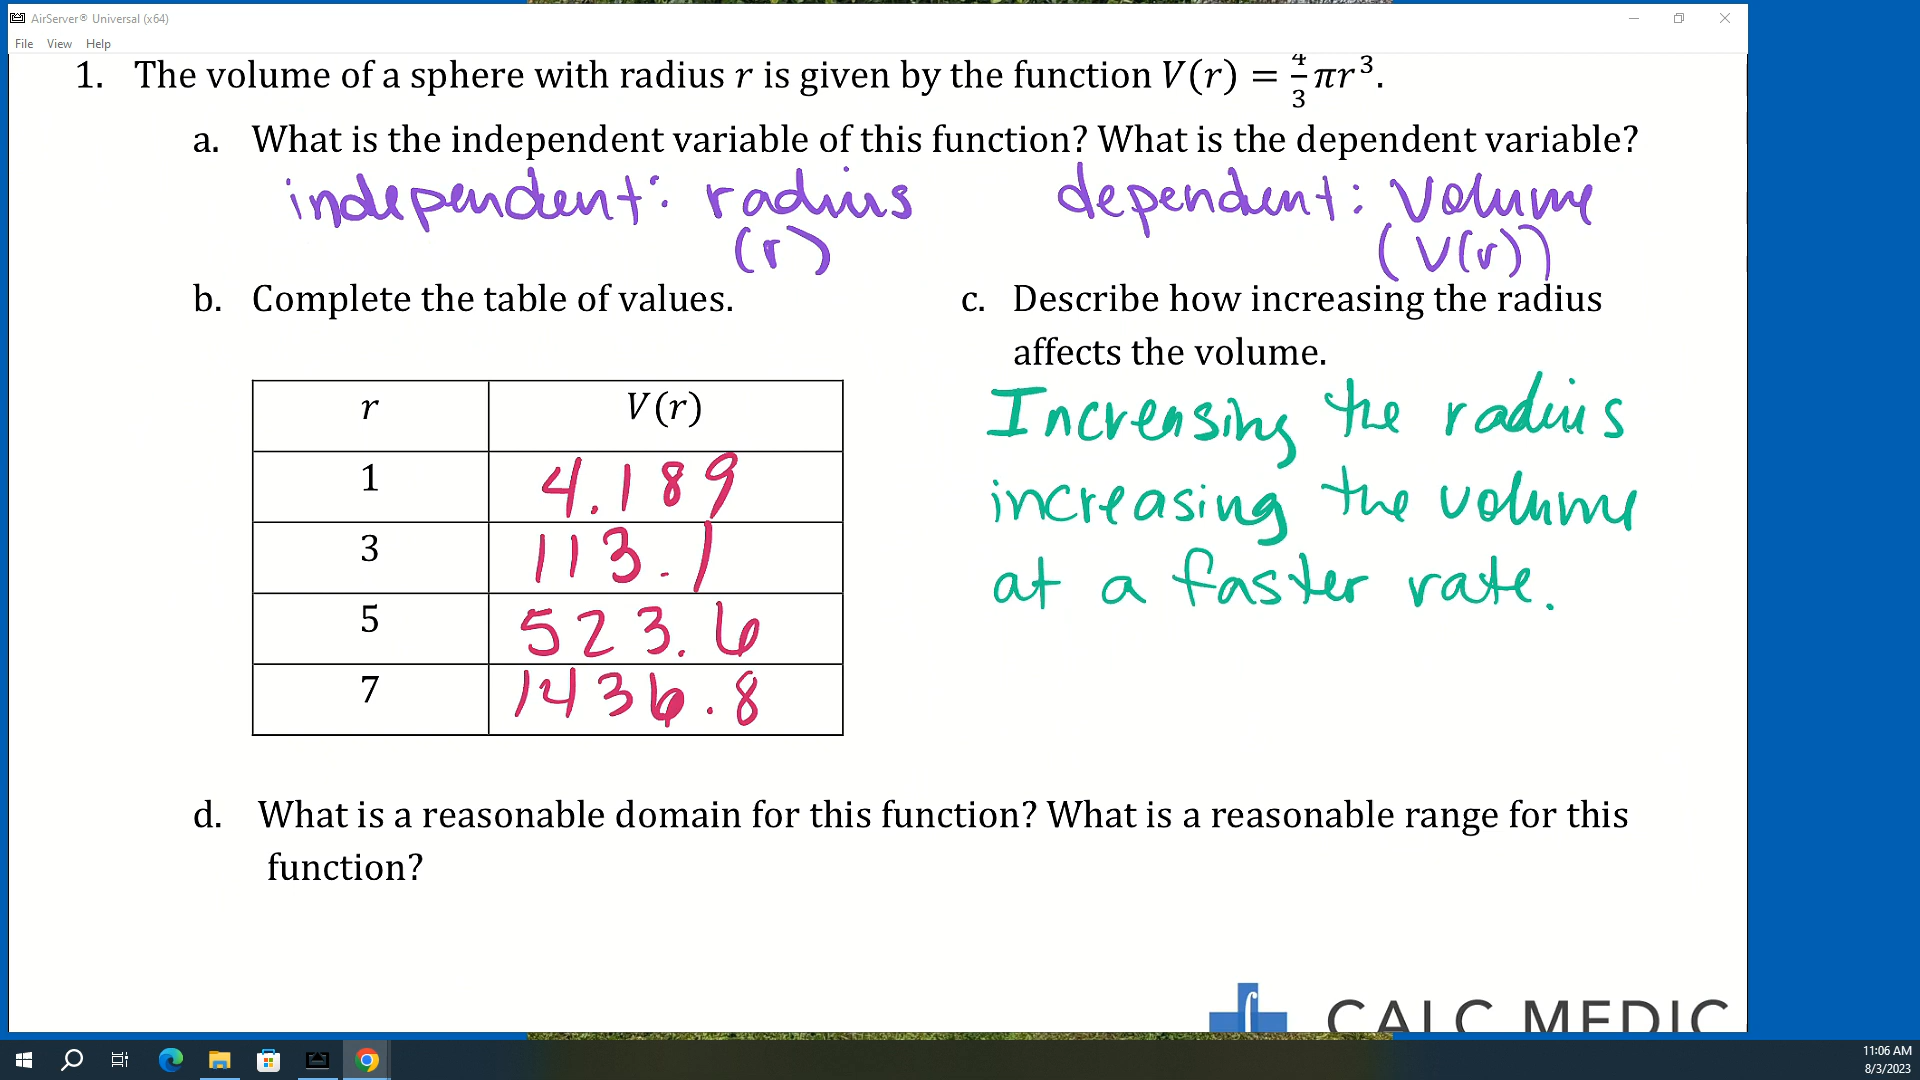 AirServer® Universal (x64)
File View Help
1. The volume of a sphere with radius r is given by the function V(r) = 4/3 πr³.
a. What is the independent variable of this function? What is the dependent variable?
independent: radius (r)
dependent: volume (V(r))
b. Complete the table of values.
r V(r)
1 4.189
3 113.1
5 523.6
7 1436.8
c. Describe how increasing the radius
affects the volume.
Increasing the radius
increasing the volume
at a faster rate.
d. What is a reasonable domain for this function? What is a reasonable range for this
function?
CALC MEDIC
11:06 AM
8/3/2023